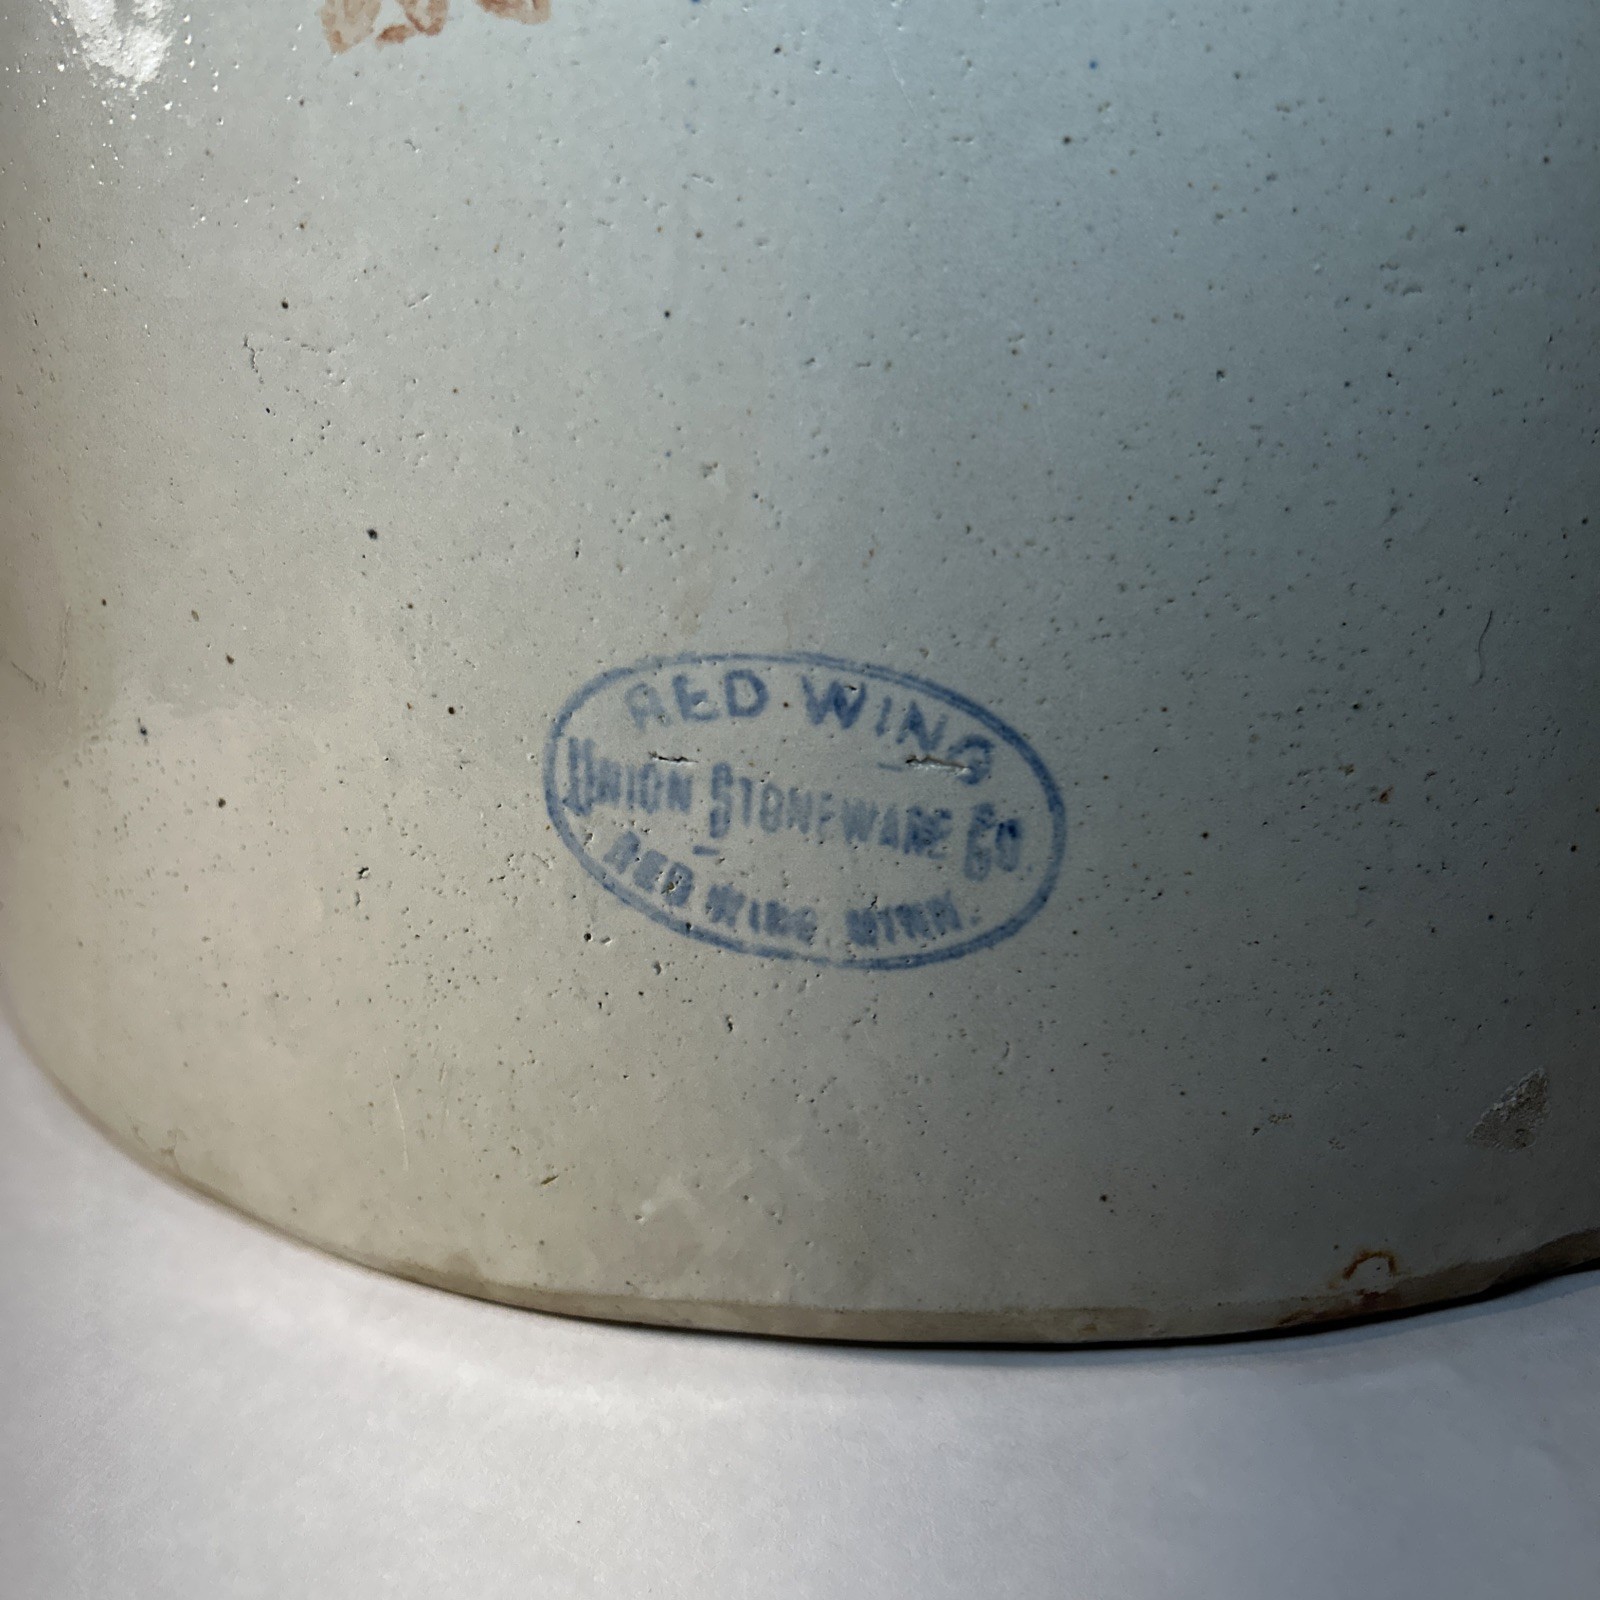 RED WING
UNION STONEWARE CO.
RED WING, MINN.